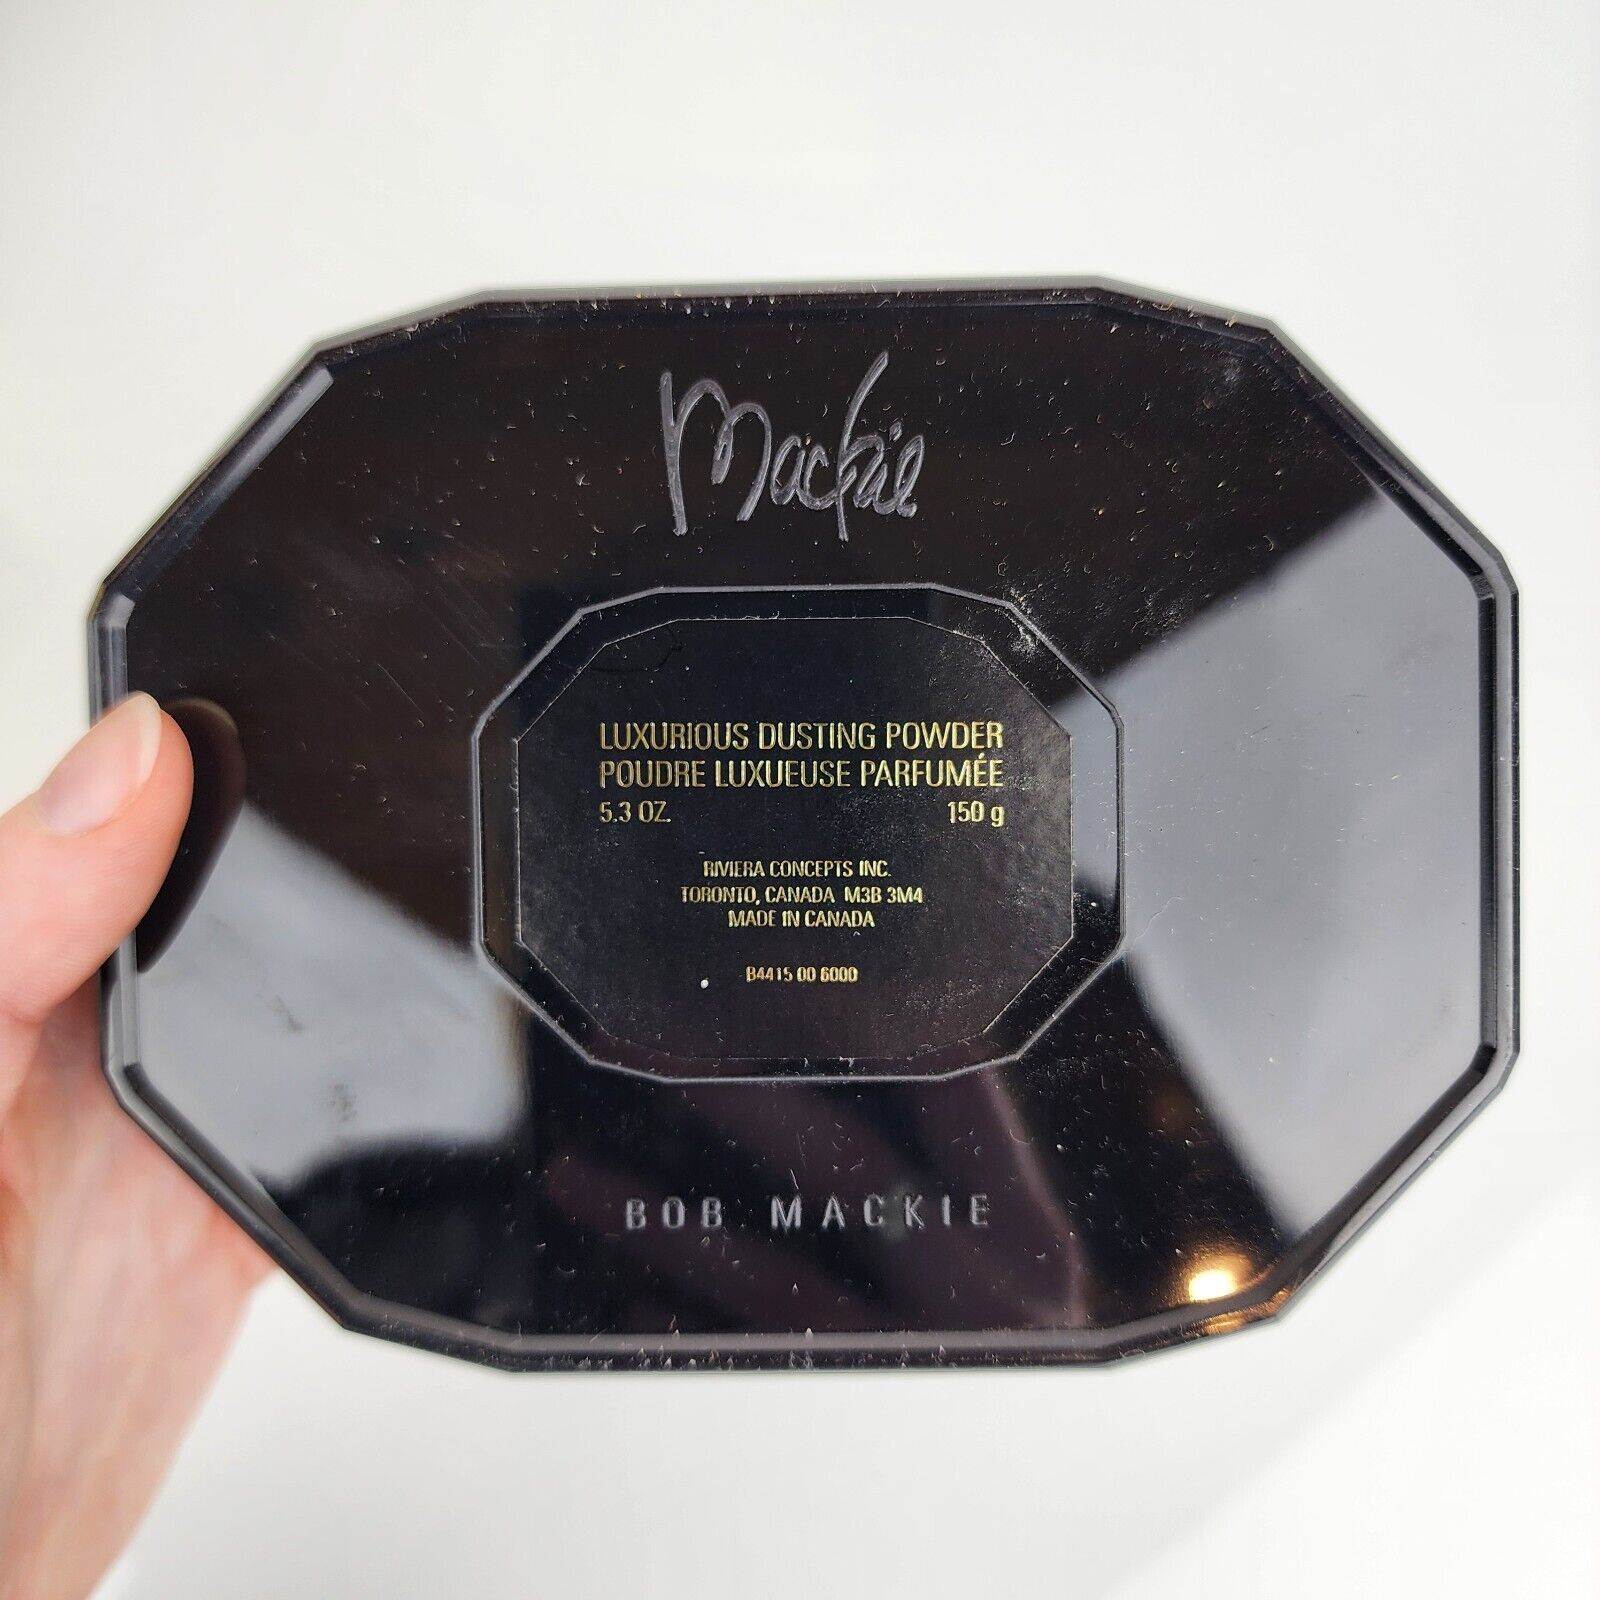 Mackie
LUXURIOUS DUSTING POWDER
POUDRE LUXUEUSE PARFUMÉE
5.3 OZ. 150 g
RIVIERA CONCEPTS INC.
TORONTO, CANADA M3B 3M4
MADE IN CANADA
B4415 00 6000
BOB MACKIE